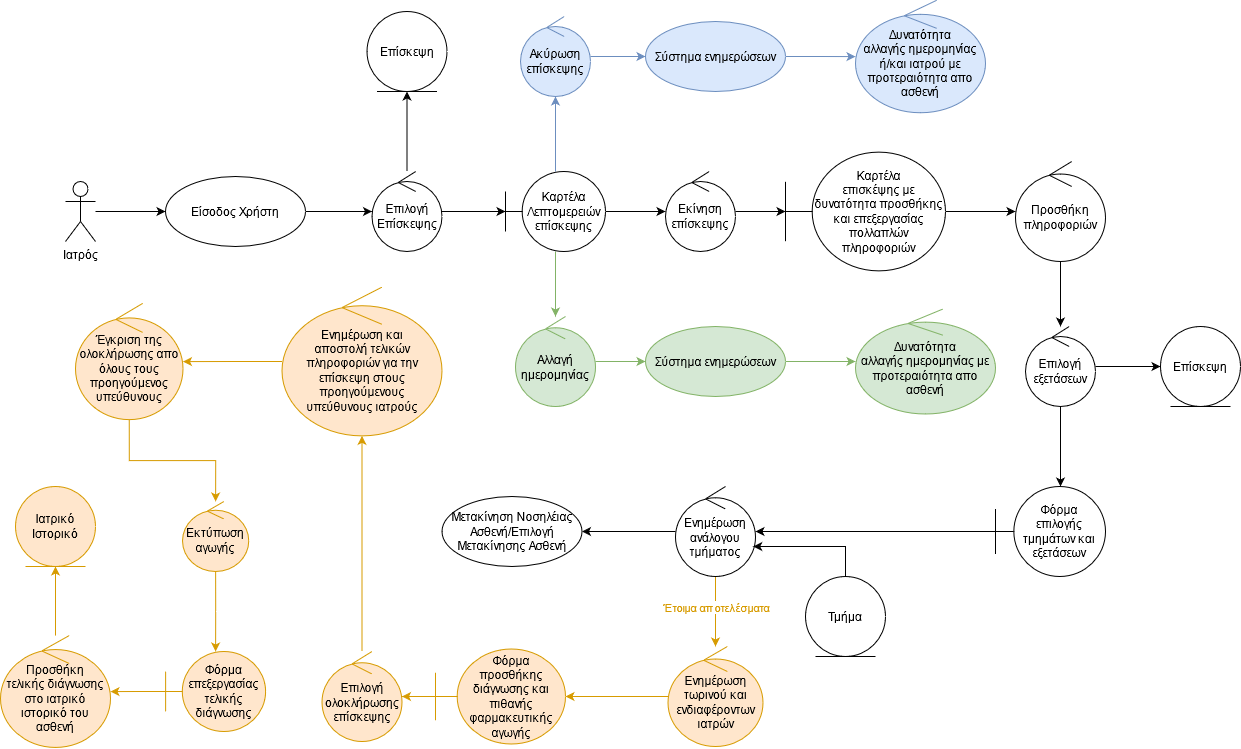 Επίσκεψη
Ακύρωση
επίσκεψης
Σύστημα ενημερώσεων
Δυνατότητα
αλλαγής ημερομηνίας
ή/και ιατρού με
προτεραιότητα απο
ασθενή
Ιατρός
Είσοδος Χρήστη
Επιλογή
Επίσκεψης
Καρτέλα
Λεπτομερειών
επίσκεψης
Εκίνηση
επίσκεψης
Καρτέλα
επισκέψής με
δυνατότητα προσθήκης
και επεξεργασίας
πολλαπλών
πληροφοριών
Προσθήκη
πληροφοριών
Έγκριση της
ολοκλήρωσης απο
όλους τους
προηγούμενος
υπεύθυνους
Ενημέρωση και
αποστολή τελικών
πληροφοριών για την
επίσκεψη στους
προηγούμενους
υπεύθυνους ιατρούς
Αλλαγή
ημερομηνίας
Σύστημα ενημερώσεων
Δυνατότητα
αλλαγής ημερομηνίας με
προτεραιότητα απο
ασθενή
Επιλογή
εξετάσεων
Επίσκεψη
Ιατρικό
Ιστορικό
Εκτύπωση
αγωγής
Μετακίνηση Νοσηλέιας
Ασθενή/Επιλογή
Μετακίνησης Ασθενή
Ενημέρωση
ανάλογου
τμήματος
Φόρμα
επιλογής
τμημάτων και
εξετάσεων
Έτοιμα αποτελέσματα
Τμήμα
Προσθήκη
τελικής διάγνωσης
στο ιατρικό
ιστορικό του
ασθενή
Φόρμα
επεξεργασίας
τελικής
διάγνωσης
Επιλογή
ολοκλήρωσης
επίσκεψης
Φόρμα
προσθήκης
διάγνωσης και
πιθανής
φαρμακευτικής
αγωγής
Ενημέρωση
τωρινού και
ενδιαφέροντων
ιατρών